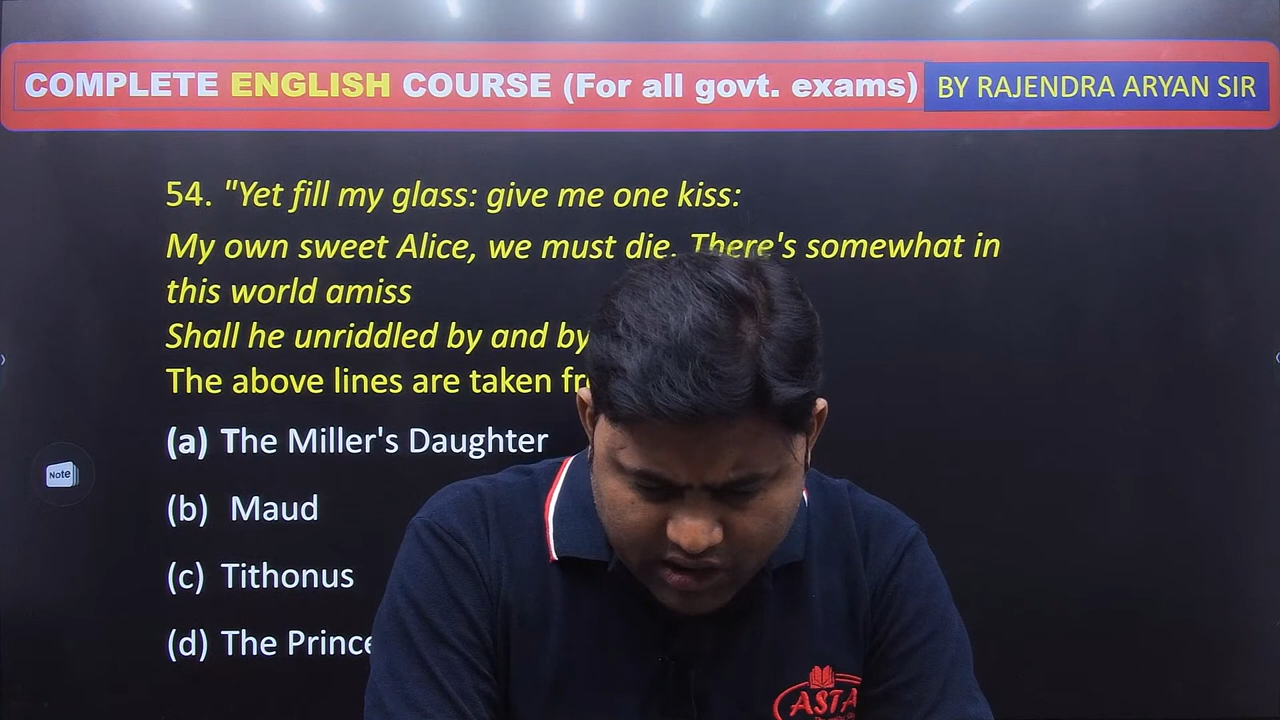 COMPLETE ENGLISH COURSE (For all govt. exams) BY RAJENDRA ARYAN SIR
54. "Yet fill my glass: give me one kiss:
My own sweet Alice, we must die. There's somewhat in
this world amiss
Shall he unriddled by and by
The above lines are taken
(a) The Miller's Daughter
(b) Maud
(c) Tithonus
(d) The
Note